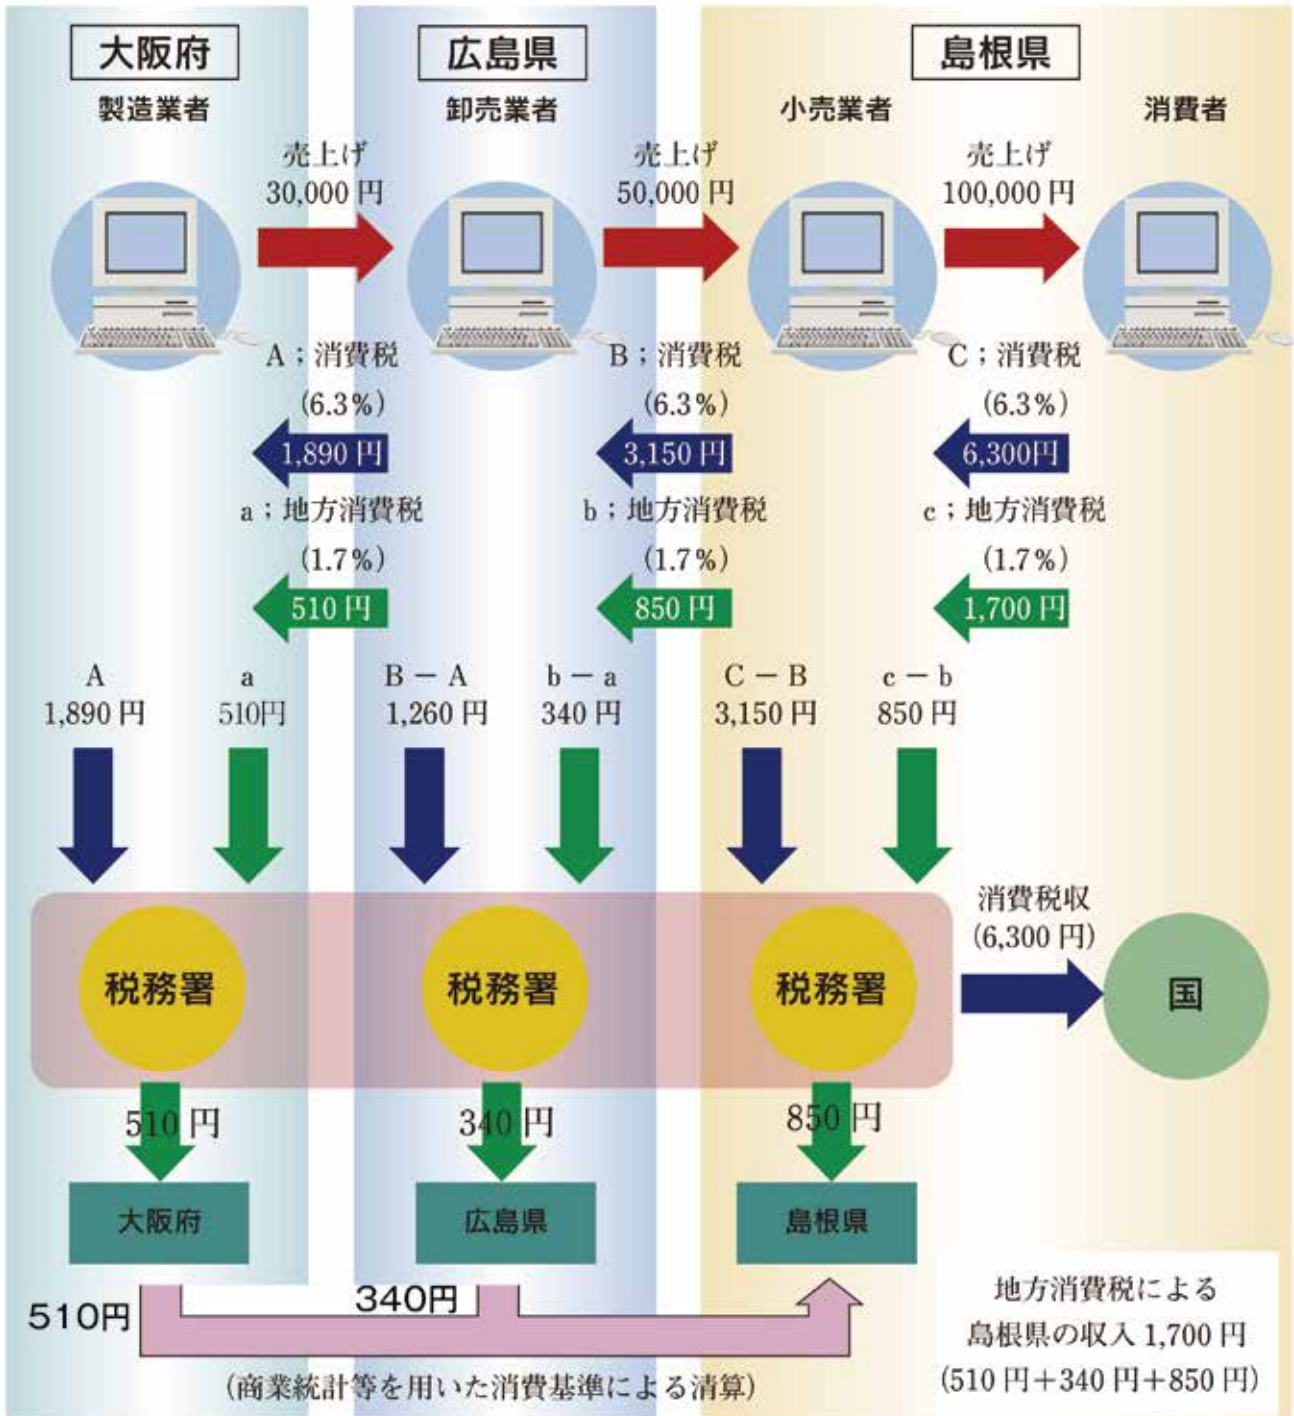 大阪府
広島県
島根県
製造業者
卸売業者
小売業者
消費者
売上げ
30,000円
売上げ
50,000円
売上げ
100,000円
A；消費税
(6.3%)
1,890円
B；消費税
(6.3%)
3,150円
C；消費税
(6.3%)
6,300円
a；地方消費税
(1.7%)
510円
b；地方消費税
(1.7%)
850円
c；地方消費税
(1.7%)
1,700円
A
1,890円
a
510円
B－A
1,260円
b－a
340円
C－B
3,150円
c－b
850円
税務署
税務署
税務署
消費税収
(6,300円)
国
510円
340円
850円
大阪府
広島県
島根県
510円
340円
(商業統計等を用いた消費基準による清算)
地方消費税による
島根県の収入1,700円
(510円＋340円＋850円)